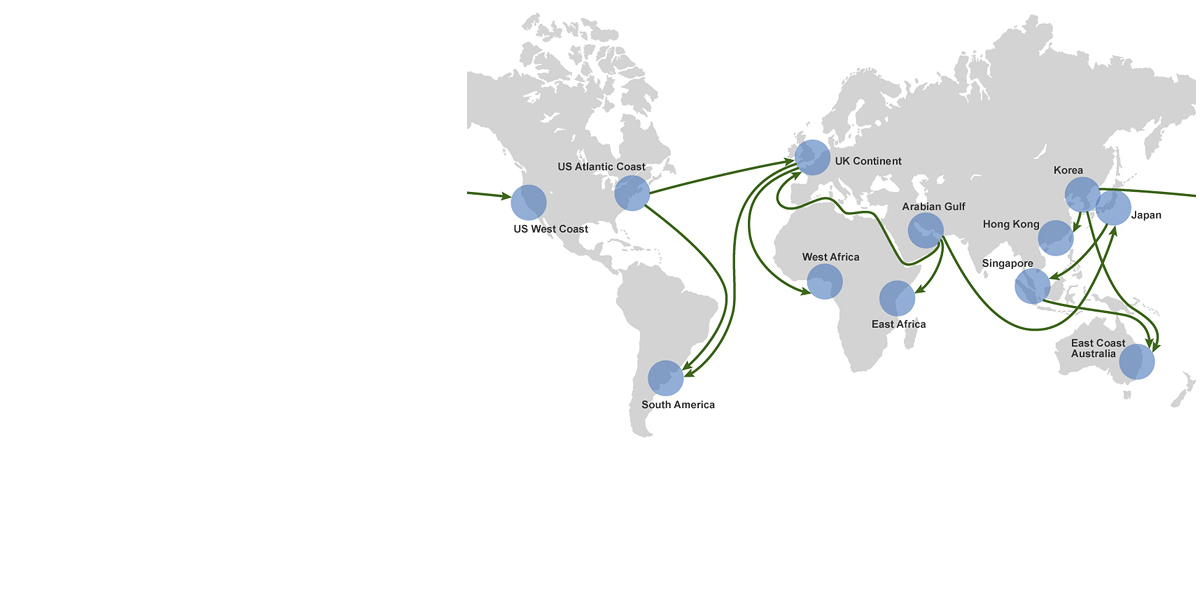 US Atlantic Coast
UK Continent
Korea
US West Coast
Arabian Gulf
Japan
Hong Kong
West Africa
Singapore
East Africa
East Coast
Australia
South America